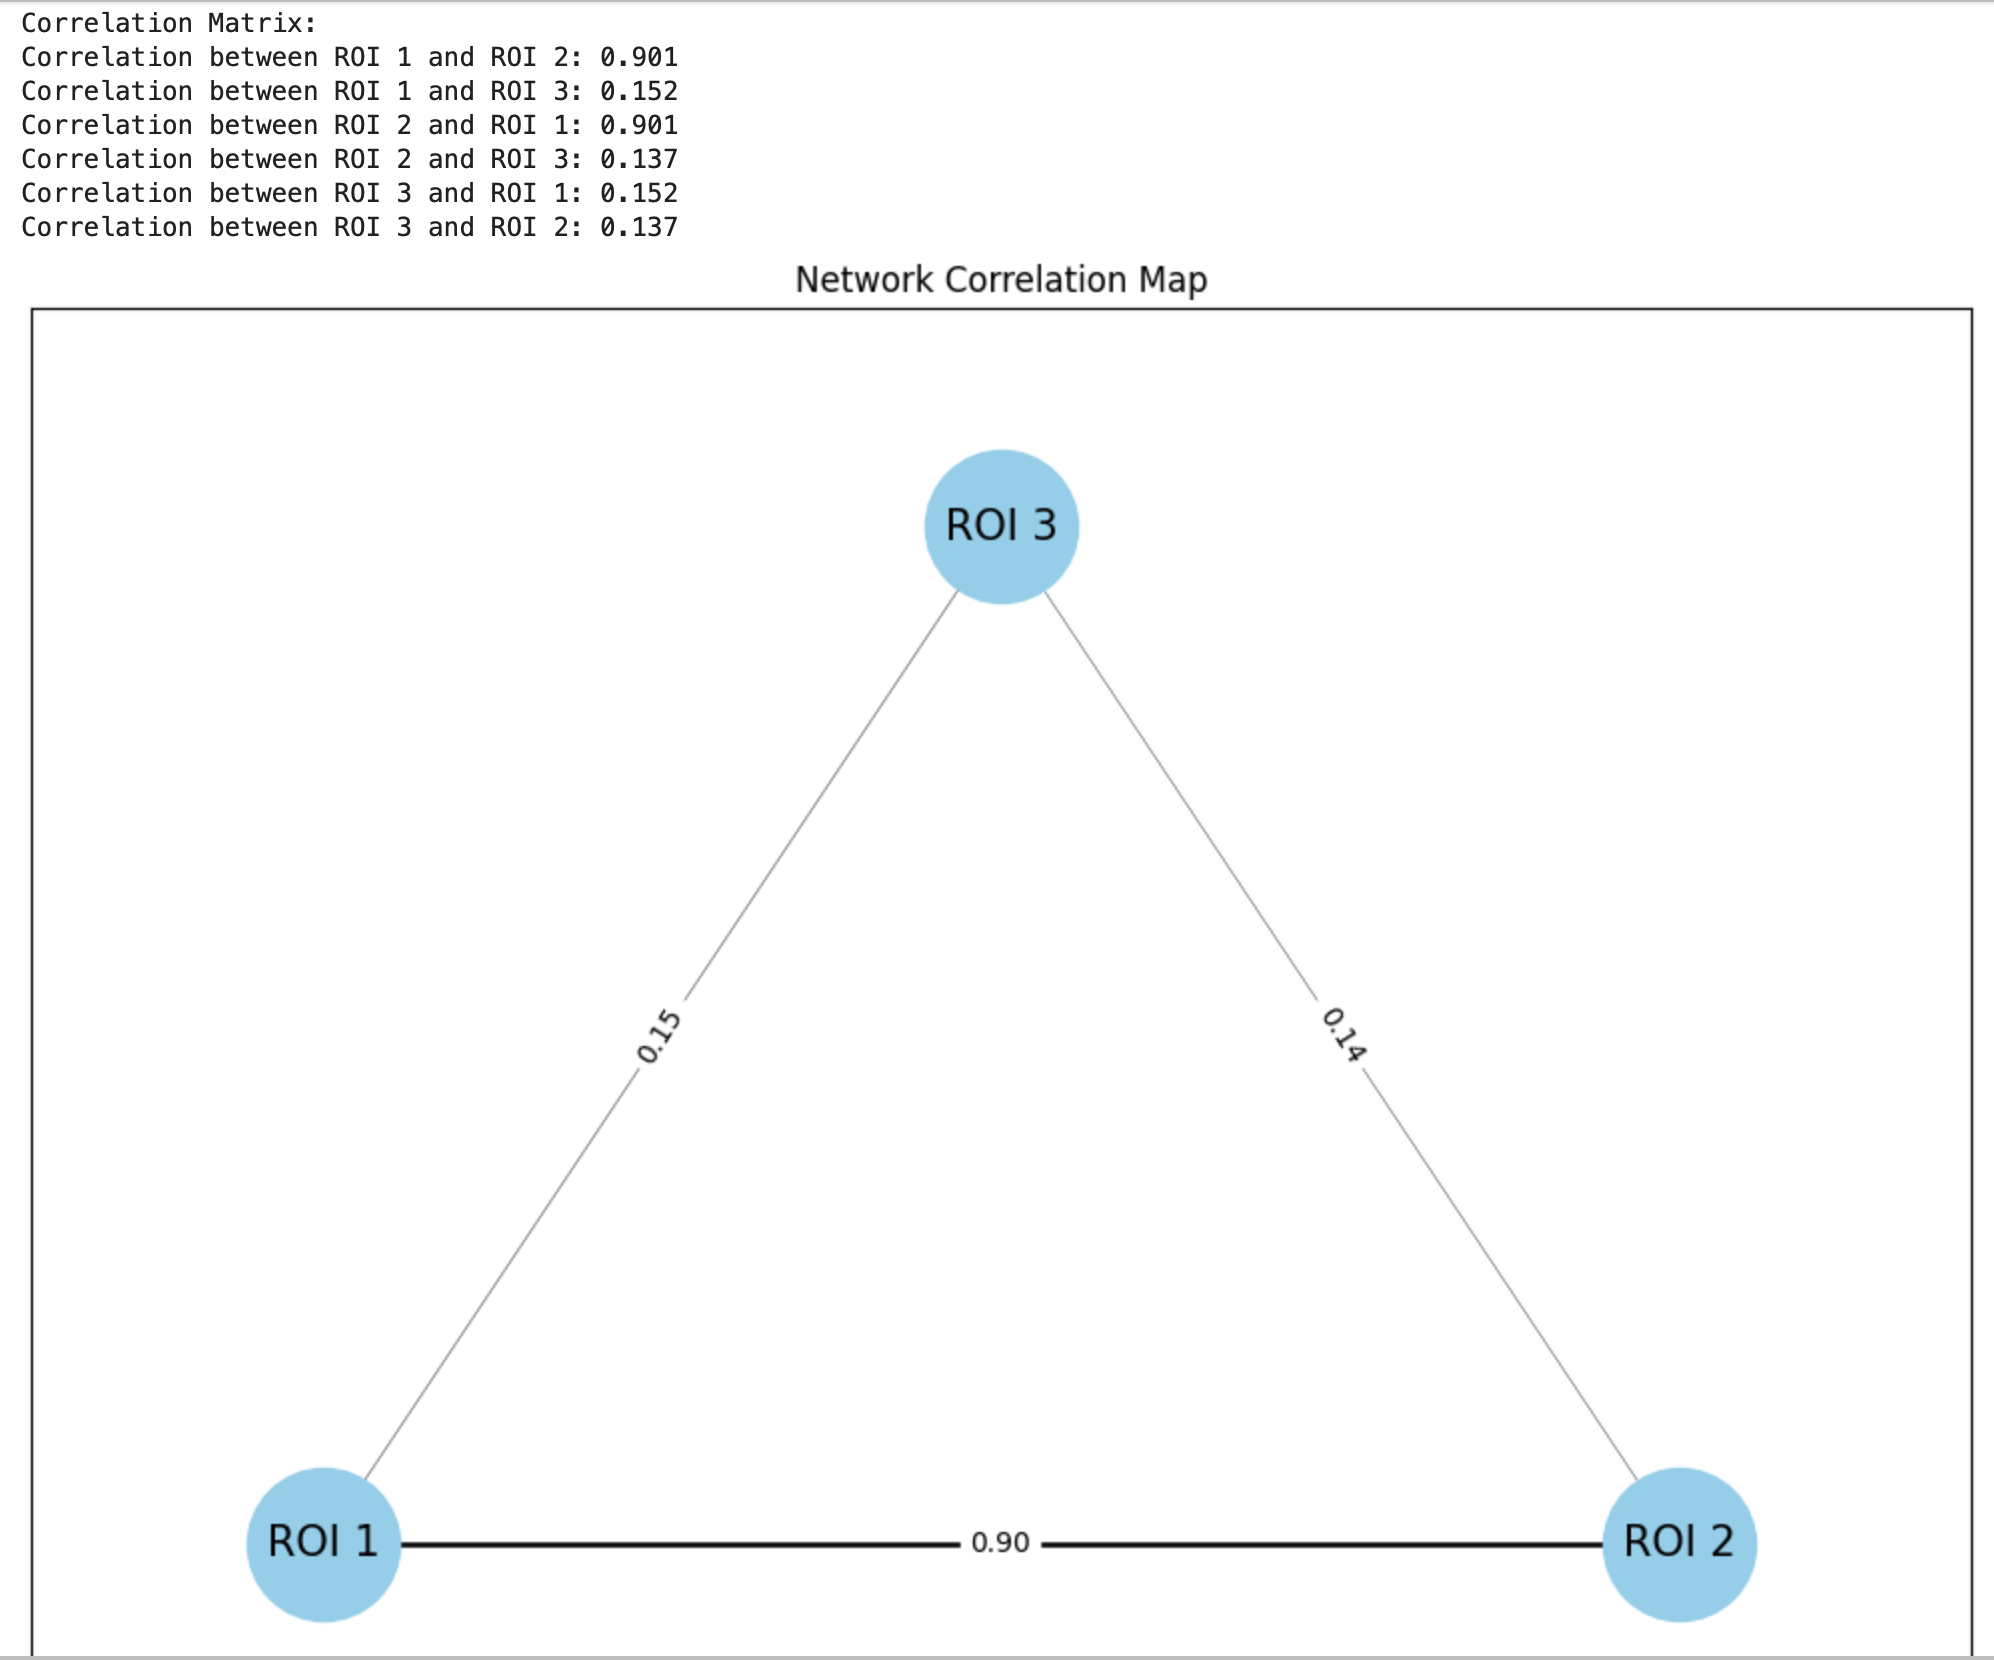 Correlation Matrix:
Correlation between ROI 1 and ROI 2: 0.901
Correlation between ROI 1 and ROI 3: 0.152
Correlation between ROI 2 and ROI 1: 0.901
Correlation between ROI 2 and ROI 3: 0.137
Correlation between ROI 3 and ROI 1: 0.152
Correlation between ROI 3 and ROI 2: 0.137
Network Correlation Map
ROI 3
0.15
0.14
ROI 1
0.90
ROI 2